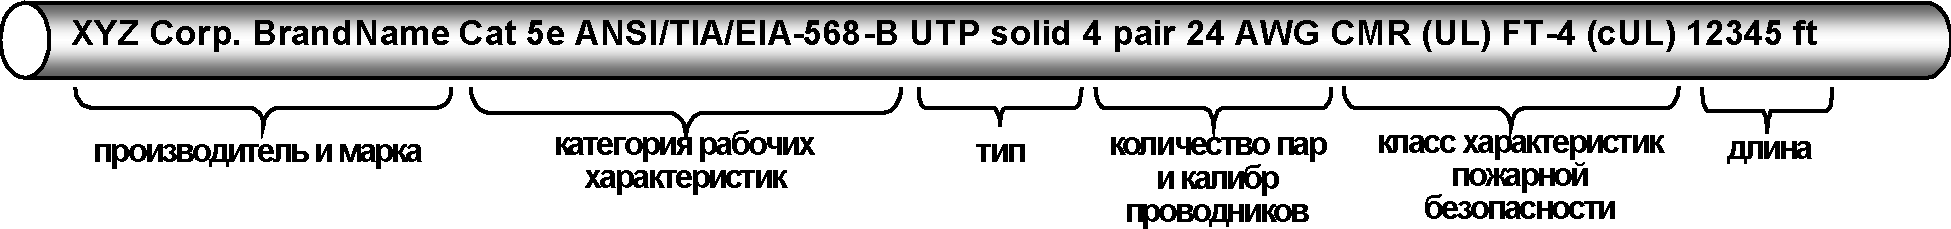 XYZ Corp. BrandName Cat 5e ANSI/TIA/EIA-568-B UTP solid 4 pair 24 AWG CMR (UL) FT-4 (cUL) 12345 ft
производитель и марка
категория рабочих
характеристик
тип
количество пар
и калибр
проводников
класс характеристик
пожарной
безопасности
длина